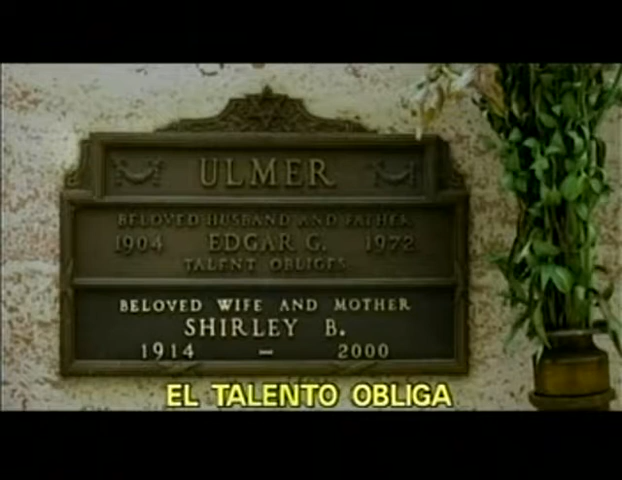 ULMER
BELOVED HUSBAND AND FATHER
1904 EDGAR G. 1972
TALENT OBLIGES
BELOVED WIFE AND MOTHER
SHIRLEY B.
1914 – 2000
EL TALENTO OBLIGA